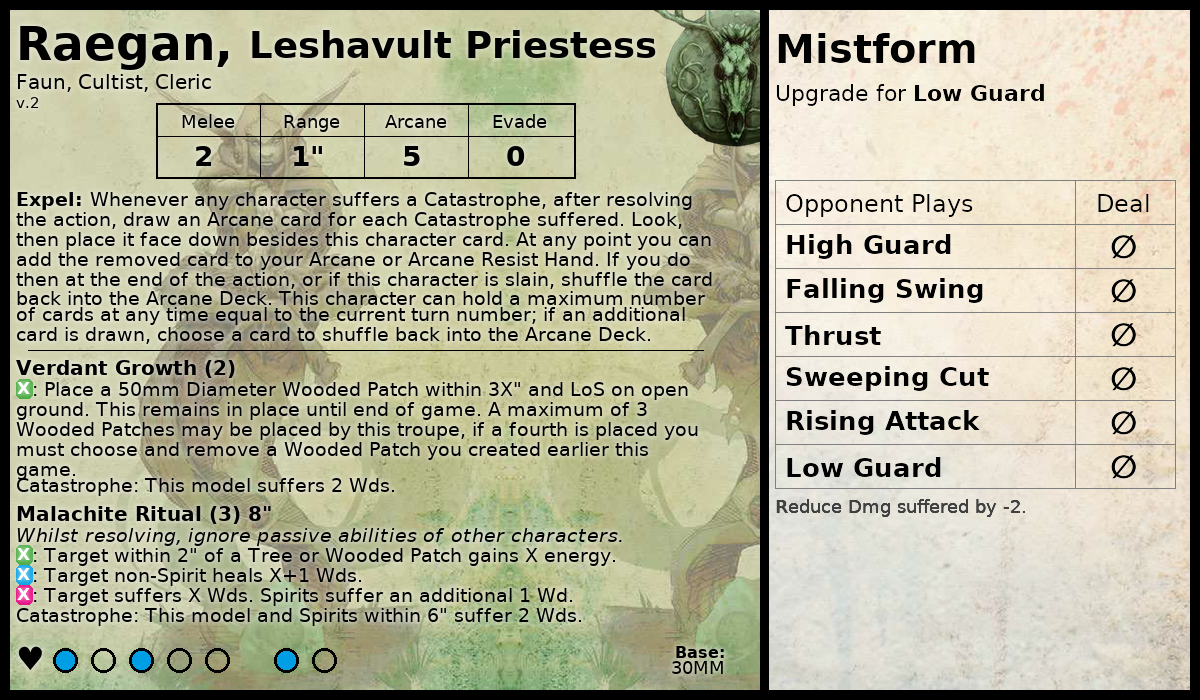 Raegan, Leshavult Priestess
Faun, Cultist, Cleric
v.2
Melee Range Arcane Evade
2 1" 5 0
Expel: Whenever any character suffers a Catastrophe, after resolving
the action, draw an Arcane card for each Catastrophe suffered. Look,
then place it face down besides this character card. At any point you can
add the removed card to your Arcane or Arcane Resist Hand. If you do
then at the end of the action, or if this character is slain, shuffle the card
back into the Arcane Deck. This character can hold a maximum number
of cards at any time equal to the current turn number; if an additional
card is drawn, choose a card to shuffle back into the Arcane Deck.
Verdant Growth (2)
X: Place a 50mm Diameter Wooded Patch within 3X" and LoS on open
ground. This remains in place until end of game. A maximum of 3
Wooded Patches may be placed by this troupe, if a fourth is placed you
must choose and remove a Wooded Patch you created earlier this
game.
Catastrophe: This model suffers 2 Wds.
Malachite Ritual (3) 8"
Whilst resolving, ignore passive abilities of other characters.
X: Target within 2" of a Tree or Wooded Patch gains X energy.
X: Target non-Spirit heals X+1 Wds.
X: Target suffers X Wds. Spirits suffer an additional 1 Wd.
Catastrophe: This model and Spirits within 6" suffer 2 Wds.
Base:
30MM
Mistform
Upgrade for Low Guard
Opponent Plays Deal
High Guard ∅
Falling Swing ∅
Thrust ∅
Sweeping Cut ∅
Rising Attack ∅
Low Guard ∅
Reduce Dmg suffered by -2.